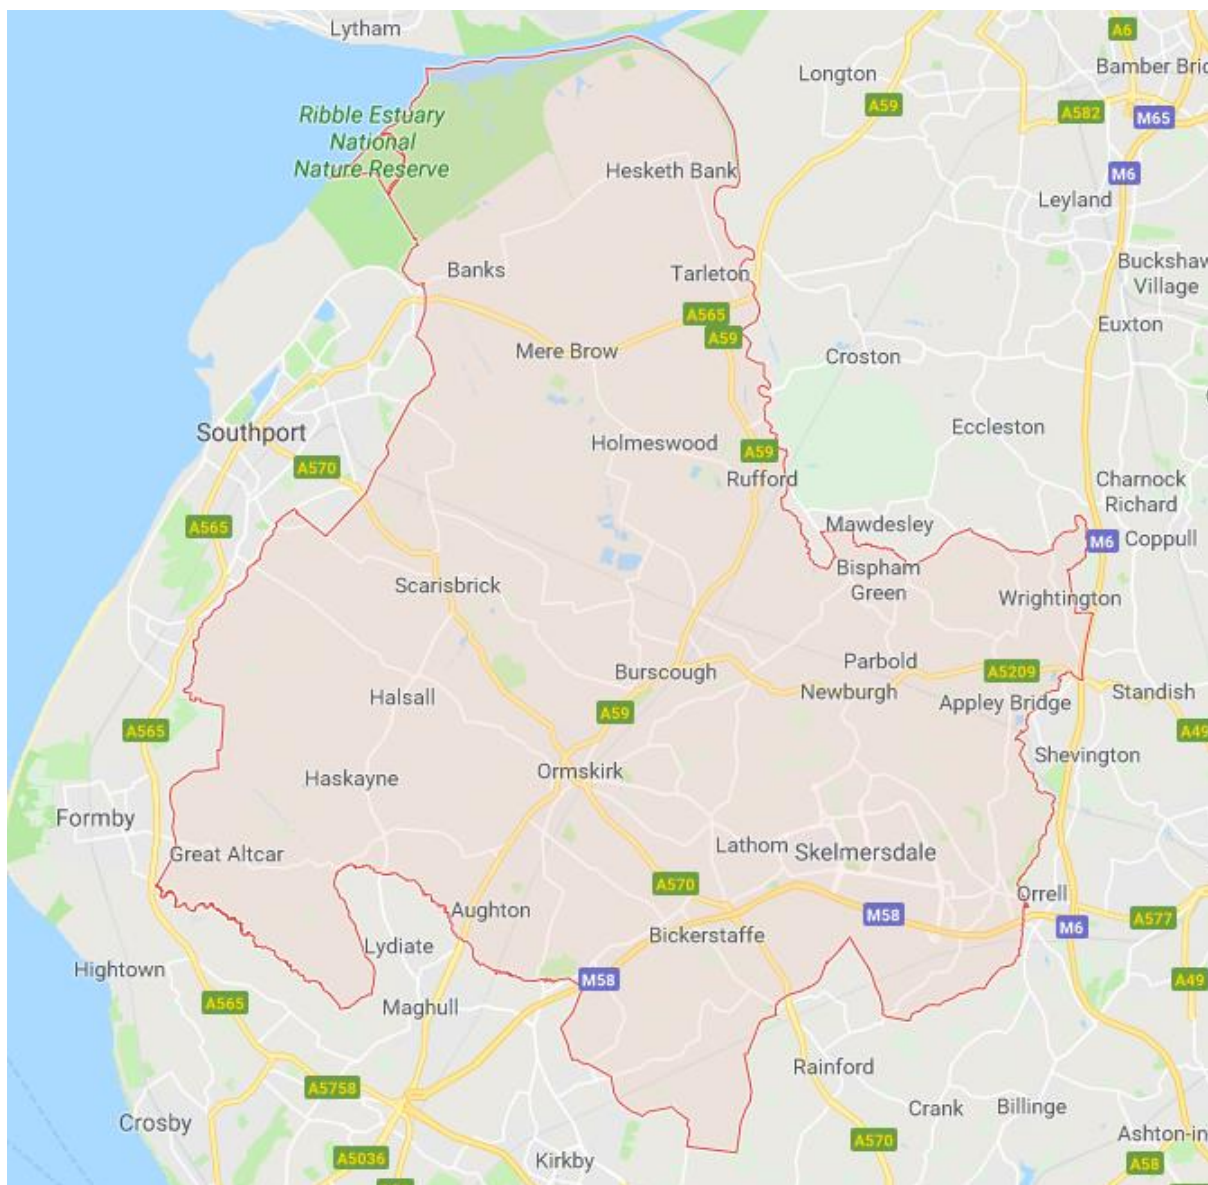 Lytham
A6
Longton
Bamber Bri
A59
A582
M65
Ribble Estuary
National
Nature Reserve
Hesketh Bank
M6
Leyland
Banks
Tarleton
Buckshaw
Village
A565
A59
Euxton
Mere Brow
Croston
Southport
Holmeswood
Eccleston
A59
A570
Rufford
Charnock
Richard
A565
Mawdesley
M6
Coppull
Bispham
Green
Scarisbrick
Wrightington
Burscough
Parbold
A5209
Halsall
Newburgh
Appley Bridge
Standish
A59
A565
A49
Shevington
Ormskirk
Haskayne
Formby
Great Altcar
Lathom
Skelmersdale
A570
Orrell
Aughton
M58
A577
M6
Bickerstaffe
Lydiate
Hightown
M58
A49
A565
Maghull
Rainford
A5758
Crank
Billinge
Crosby
A570
Ashton-in
A5036
Kirkby
A58